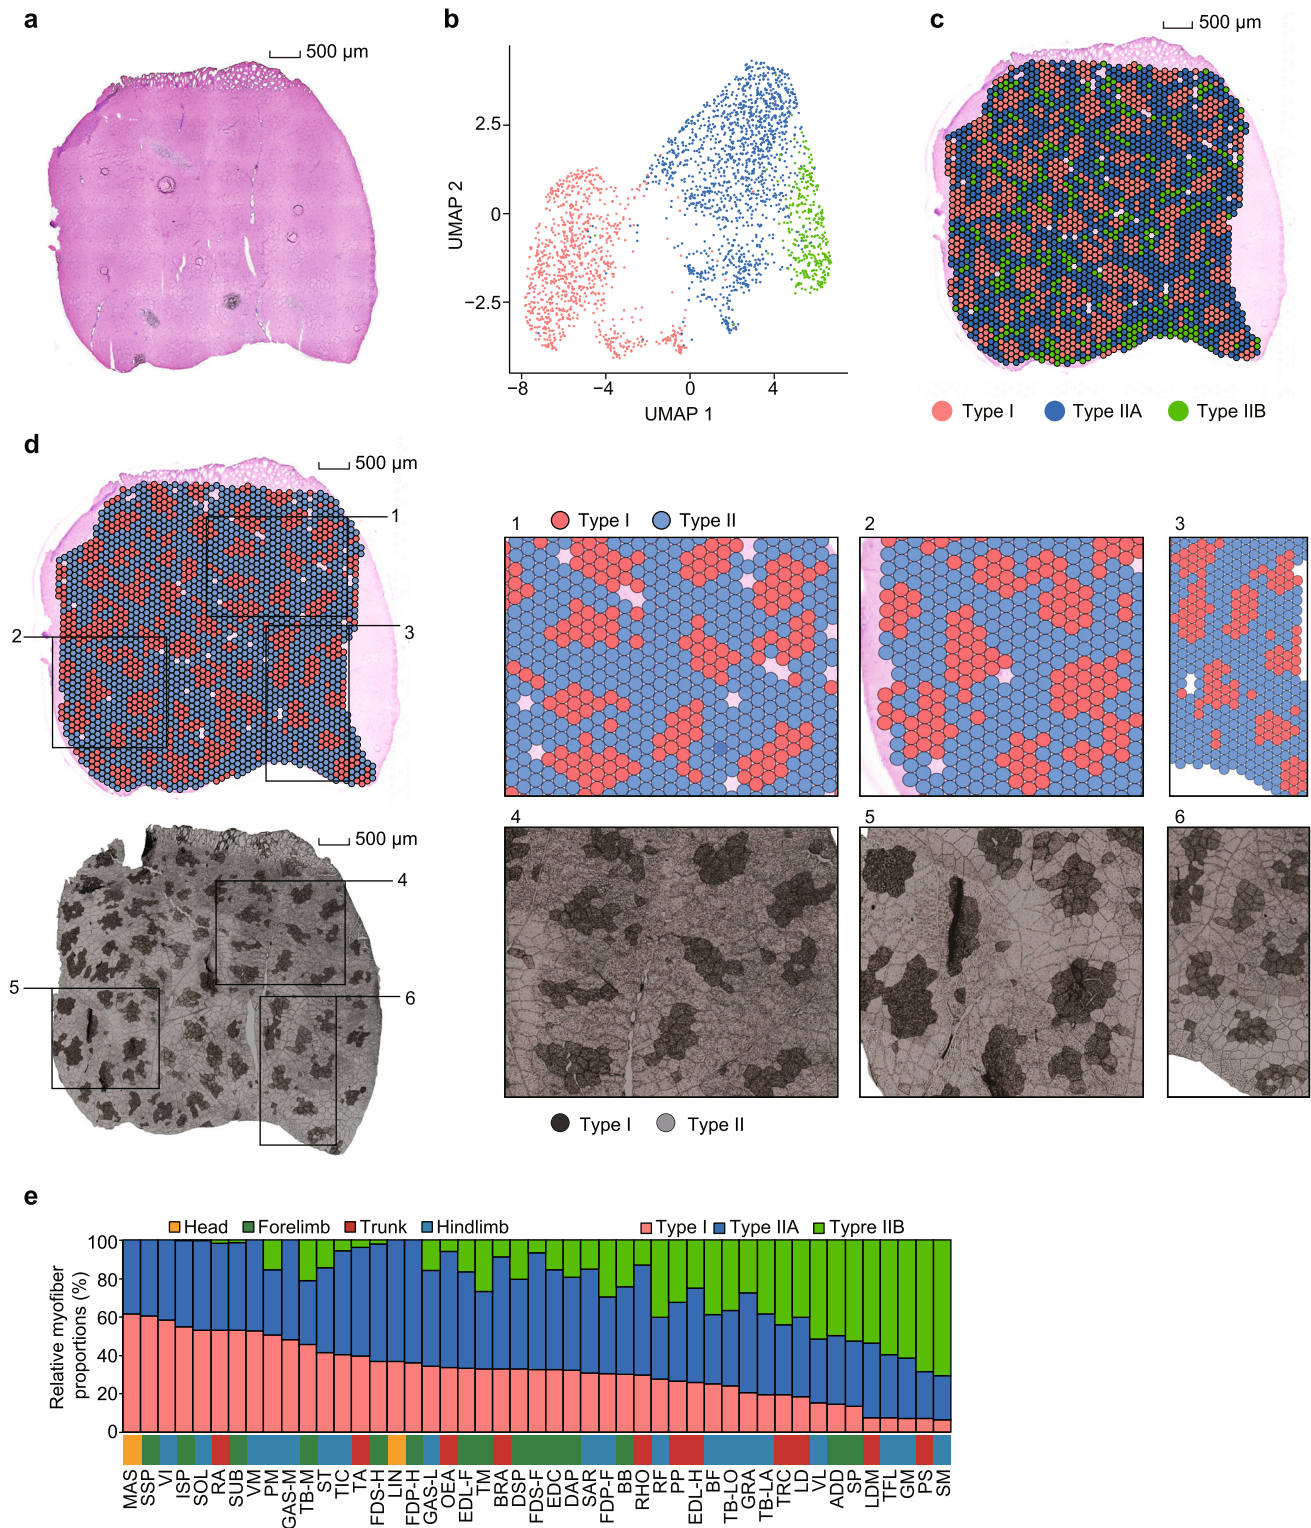 a
500 µm
b
2.5
0
−2.5
−8
−4
0
4
UMAP 2
UMAP 1
c
500 µm
Type I
Type IIA
Type IIB
d
500 µm
1
2
3
1
Type I
Type II
2
3
500 µm
4
5
6
4
5
6
Type I
Type II
e
Head
Forelimb
Trunk
Hindlimb
Type I
Type IIA
Typre IIB
Relative myofiber
proportions (%)
100
80
60
40
20
0
MAS
SSP
VI
ISP
SOL
RA
SUB
VM
PM
GAS-M
TB-M
ST
TIC
TA
FDS-H
LIN
FDP-H
GAS-L
OEA
EDL-F
TM
BRA
DSP
FDS-F
EDC
DAP
SAR
FDP-F
BB
RHO
RF
PP
EDL-H
BF
TB-LO
GRA
TB-LA
TRC
LD
VL
ADD
SP
LDM
TFL
GM
PS
SM